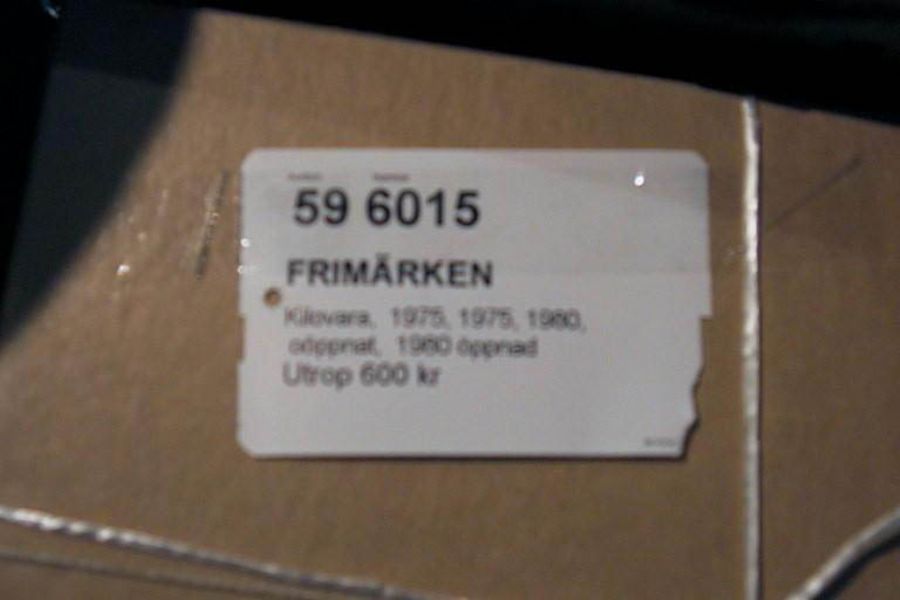 59 6015
FRIMÄRKEN
Kilovara, 1975, 1975, 1980,
oöppnat, 1980 öppnad
Utrop 600 kr